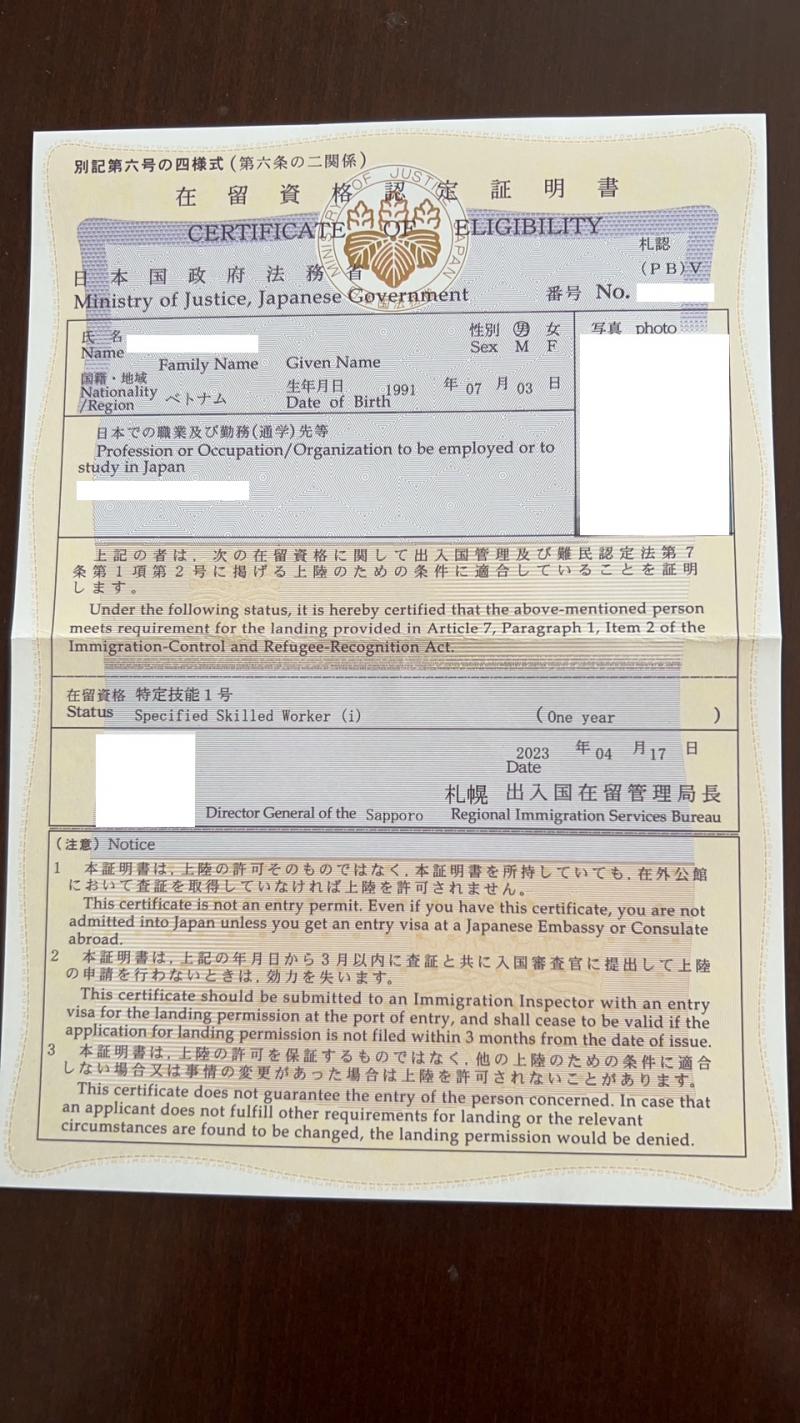 別記第六号の四様式(第六条の二関係)
在留資格認定証明書
CERTIFICATE OF ELIGIBILITY
MINISTRY OF JUSTICE JAPAN
札認
日本国政府法務省
(PB)V
Ministry of Justice, Japanese Government 番号 No.
氏名 性別 男 女 写真 photo
Name Sex M F
Family Name Given Name
国籍・地域 生年月日 1991 年 07 月 03 日
Nationality ベトナム Date of Birth
/Region
日本での職業及び勤務(通学)先等
Profession or Occupation/Organization to be employed or to
study in Japan
上記の者は、次の在留資格に関して出入国管理及び難民認定法第7
条第1項第2号に掲げる上陸のための条件に適合していることを証明
します。
Under the following status, it is hereby certified that the above-mentioned person
meets requirement for the landing provided in Article 7, Paragraph 1, Item 2 of the
Immigration-Control and Refugee-Recognition Act.
在留資格 特定技能1号
Status Specified Skilled Worker (i) (One year )
2023 年 04 月 17 日
Date
札幌 出入国在留管理局長
Director General of the Sapporo Regional Immigration Services Bureau
(注意) Notice
1 本証明書は、上陸の許可そのものではなく、本証明書を所持していても、在外公館
において査証を取得していなければ上陸を許可されません。
This certificate is not an entry permit. Even if you have this certificate, you are not
admitted into Japan unless you get an entry visa at a Japanese Embassy or Consulate
abroad.
2 本証明書は、上記の年月日から3月以内に査証と共に入国審査官に提出して上陸
の申請を行わないときは、効力を失います。
This certificate should be submitted to an Immigration Inspector with an entry
visa for the landing permission at the port of entry, and shall cease to be valid if the
application for landing permission is not filed within 3 months from the date of issue.
3 本証明書は、上陸の許可を保証するものではなく、他の上陸のための条件に適合
しない場合又は事情の変更があった場合は上陸を許可されないことがあります。
This certificate does not guarantee the entry of the person concerned. In case that
an applicant does not fulfill other requirements for landing or the relevant
circumstances are found to be changed, the landing permission would be denied.